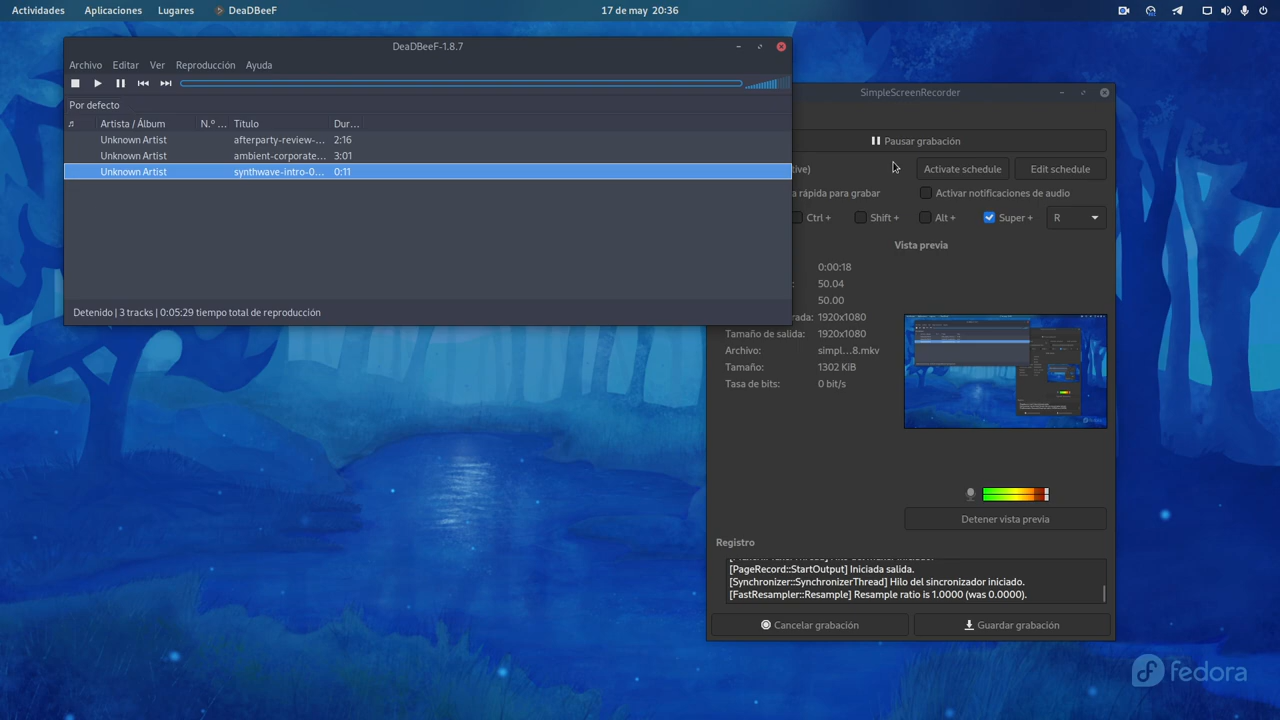 Actividades Aplicaciones Lugares DeaDBeeF 17 de may 20:36
DeaDBeeF-1.8.7
Archivo Editar Ver Reproducción Ayuda
Por defecto
♬ Artista / Álbum N.º ... Título Dur...
Unknown Artist afterparty-review-... 2:16
Unknown Artist ambient-corporate... 3:01
Unknown Artist synthwave-intro-0... 0:11
Detenido | 3 tracks | 0:05:29 tiempo total de reproducción
SimpleScreenRecorder
Pausar grabación
Activate schedule Edit schedule
a rápida para grabar Activar notificaciones de audio
Ctrl + Shift + Alt + Super + R
Vista previa
0:00:18
50.04
50.00
1920x1080
Tamaño de salida: 1920x1080
Archivo: simpl...8.mkv
Tamaño: 1302 KiB
Tasa de bits: 0 bit/s
Detener vista previa
Registro
[PageRecord::StartOutput] Iniciada salida.
[Synchronizer::SynchronizerThread] Hilo del sincronizador iniciado.
[FastResampler::Resample] Resample ratio is 1.0000 (was 0.0000).
Cancelar grabación Guardar grabación
fedora